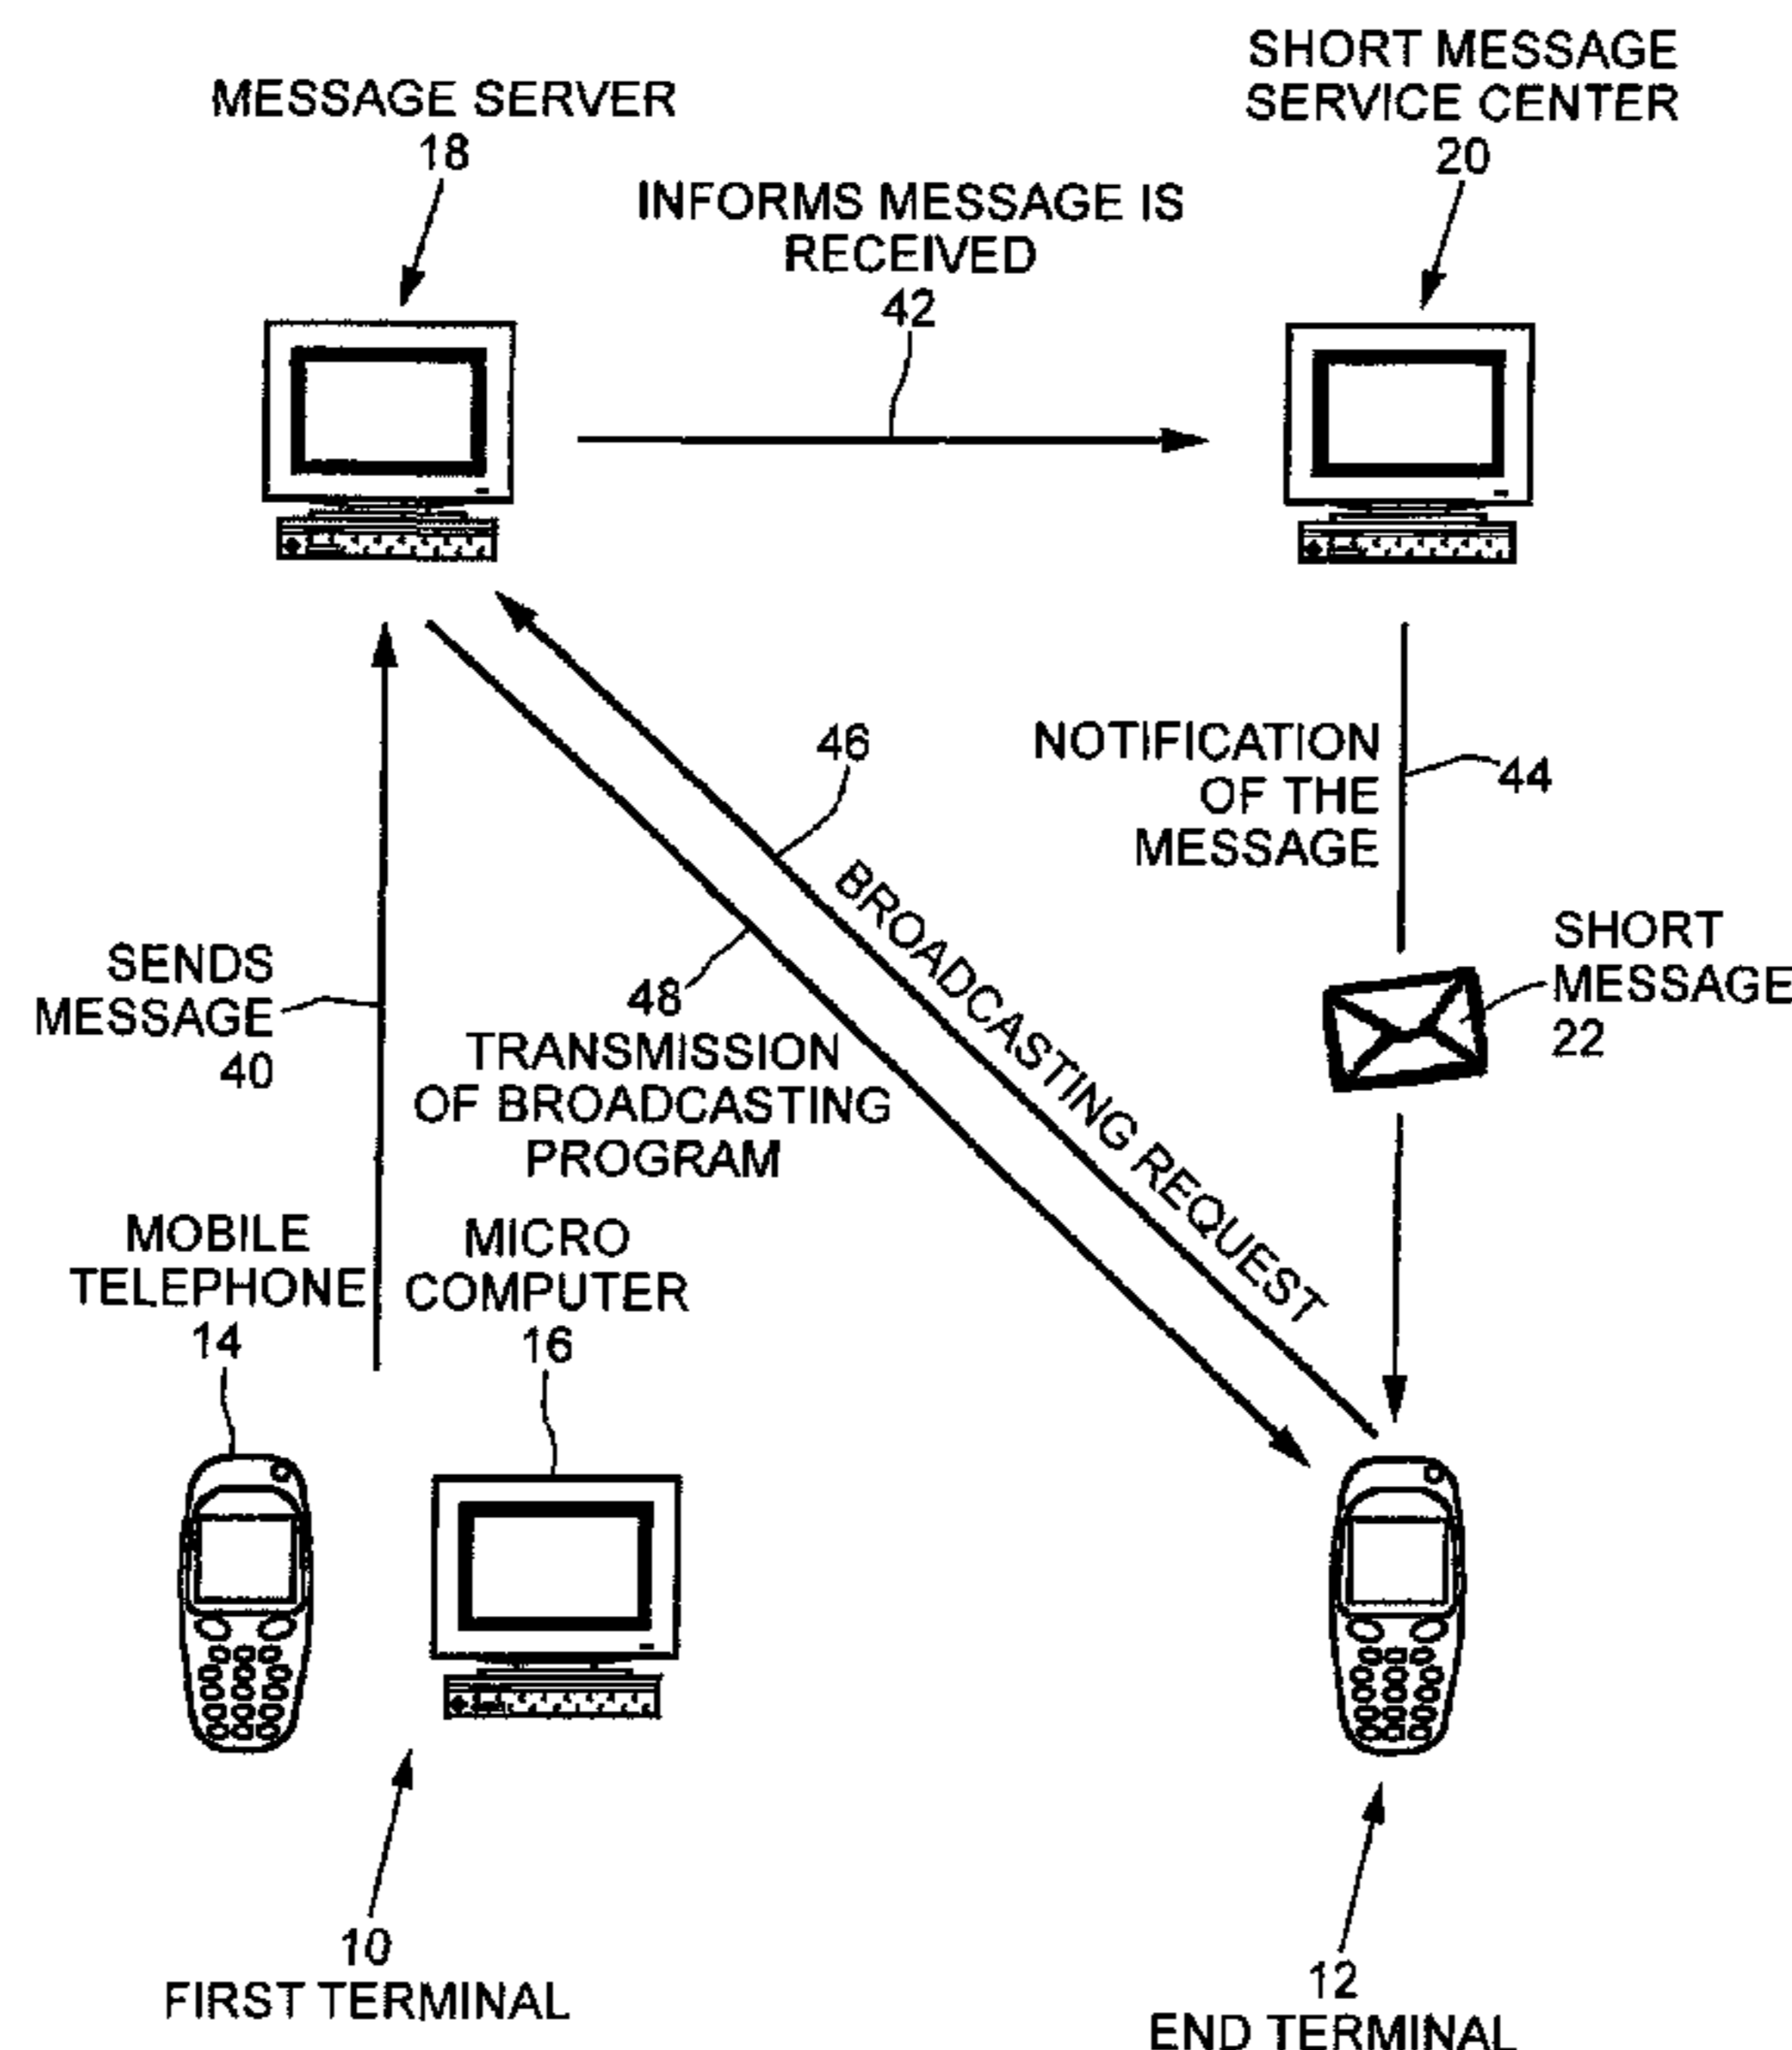 MESSAGE SERVER
18
SHORT MESSAGE
SERVICE CENTER
20
INFORMS MESSAGE IS
RECEIVED
42
46
NOTIFICATION
OF THE
MESSAGE
44
BROADCASTING REQUEST
SENDS
MESSAGE
40
48
TRANSMISSION
OF BROADCASTING
PROGRAM
SHORT
MESSAGE
22
MOBILE
TELEPHONE
14
MICRO
COMPUTER
16
10
FIRST TERMINAL
12
END TERMINAL